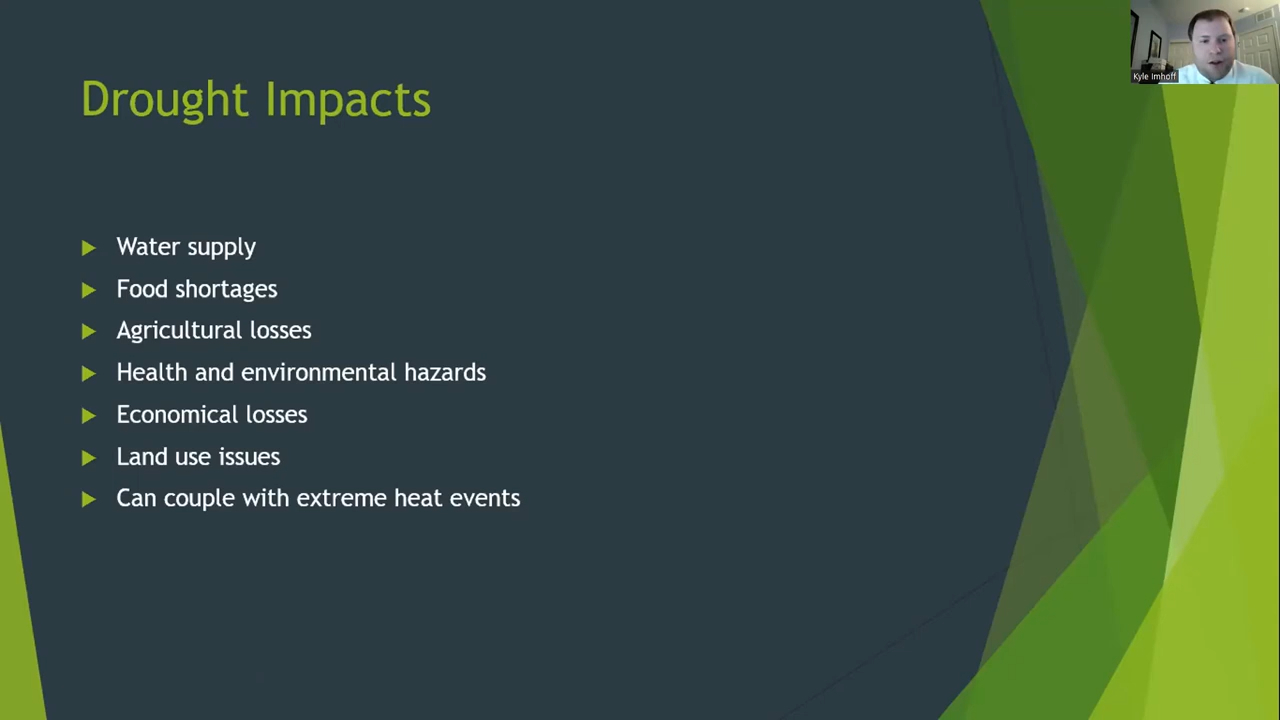 Drought Impacts
Kyle Imhoff
Water supply
Food shortages
Agricultural losses
Health and environmental hazards
Economical losses
Land use issues
Can couple with extreme heat events